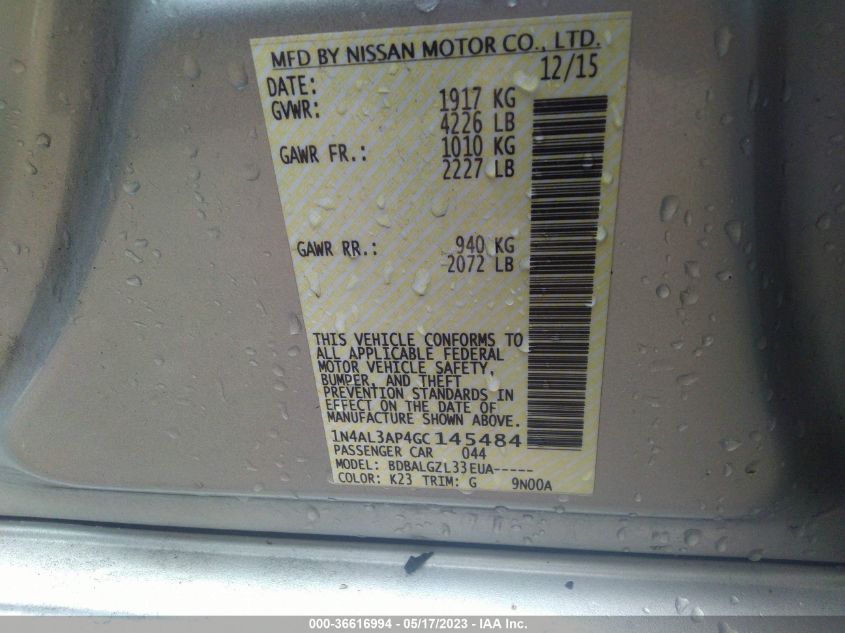 MFD BY NISSAN MOTOR CO., LTD.
DATE: 12/15
GVWR: 1917 KG
4226 LB
GAWR FR.: 1010 KG
2227 LB
GAWR RR.: 940 KG
2072 LB
THIS VEHICLE CONFORMS TO
ALL APPLICABLE FEDERAL
MOTOR VEHICLE SAFETY,
BUMPER, AND THEFT
PREVENTION STANDARDS IN
EFFECT ON THE DATE OF
MANUFACTURE SHOWN ABOVE.
1N4AL3AP4GC145484
PASSENGER CAR 044
MODEL: BDBALGZL33EUA-----
COLOR: K23 TRIM: G 9N00A
000-36616994 - 05/17/2023 - IAA Inc.